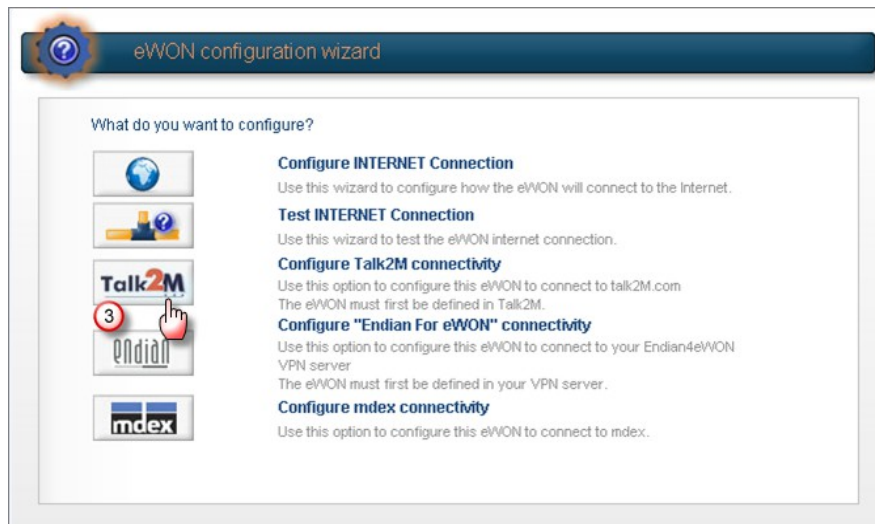 eWON configuration wizard
What do you want to configure?
Configure INTERNET Connection
Use this wizard to configure how the eWON will connect to the Internet.
Test INTERNET Connection
Use this wizard to test the eWON internet connection.
Talk2M
Configure Talk2M connectivity
Use this option to configure this eWON to connect to talk2M.com
The eWON must first be defined in Talk2M.
3
endian
Configure "Endian For eWON" connectivity
Use this option to configure this eWON to connect to your Endian4eWON
VPN server
The eWON must first be defined in your VPN server.
mdex
Configure mdex connectivity
Use this option to configure this eWON to connect to mdex.